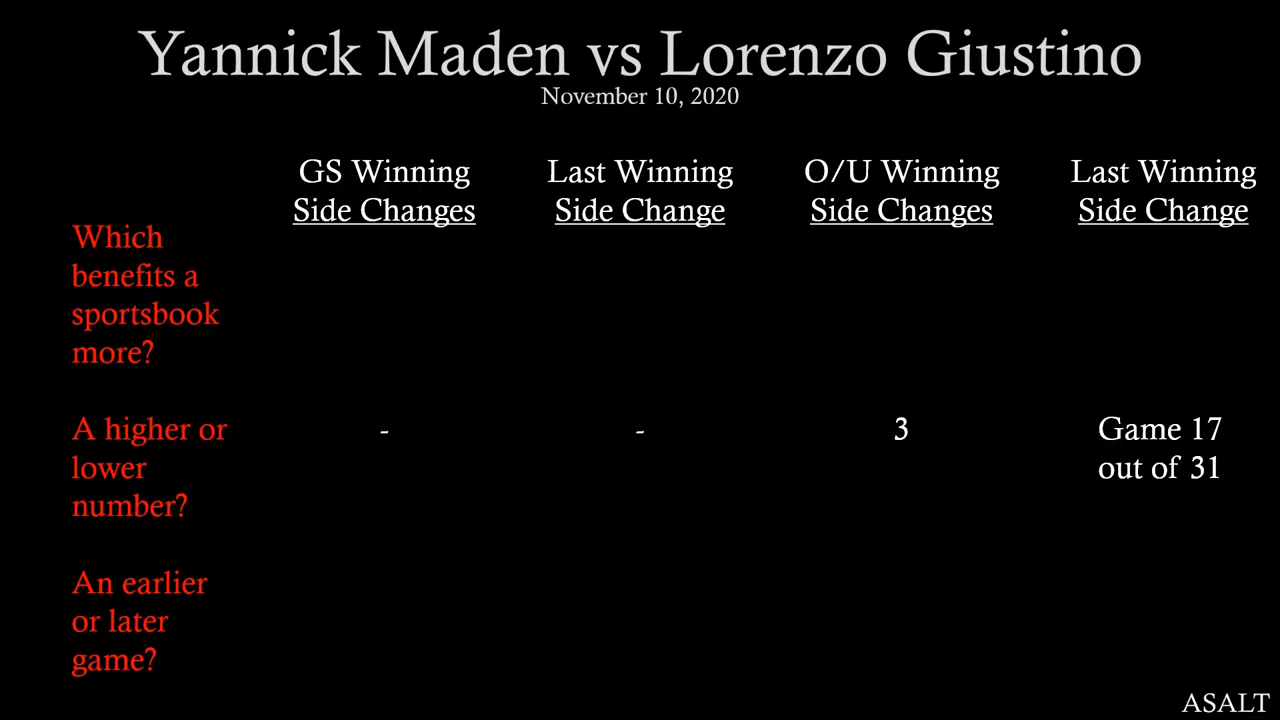 Yannick Maden vs Lorenzo Giustino
November 10, 2020
GS Winning
Side Changes
Last Winning
Side Change
O/U Winning
Side Changes
Last Winning
Side Change
Which
benefits a
sportsbook
more?
A higher or
lower
number?
-
-
3
Game 17
out of 31
An earlier
or later
game?
ASALT